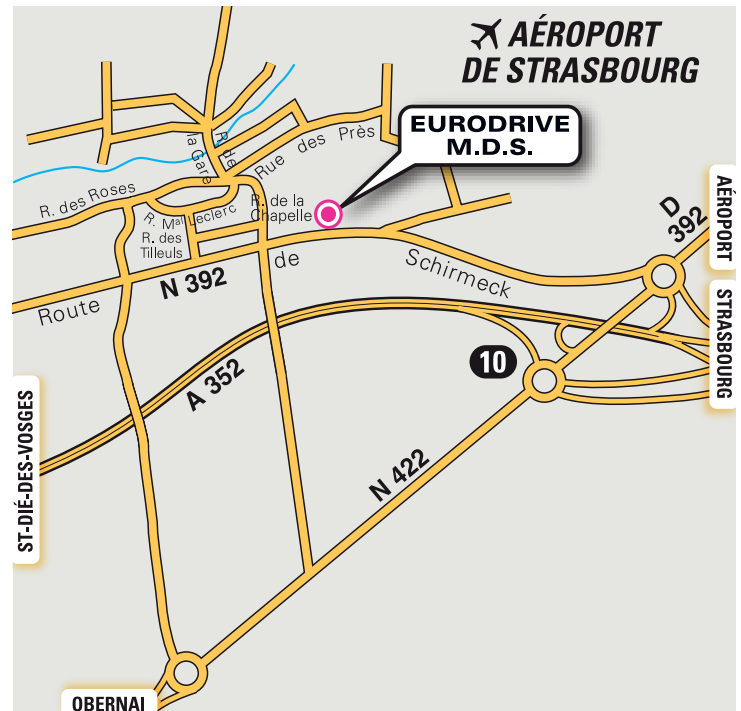 AÉROPORT
DE STRASBOURG
EURODRIVE
M.D.S.
R. de
la Gare
Rue des Près
R. des Roses
R. Mal Leclerc
R. de la
Chapelle
R. des
Tilleuls
D
392
AÉROPORT
N 392
Route de Schirmeck
STRASBOURG
10
A 352
ST-DIÉ-DES-VOSGES
N 422
OBERNAI